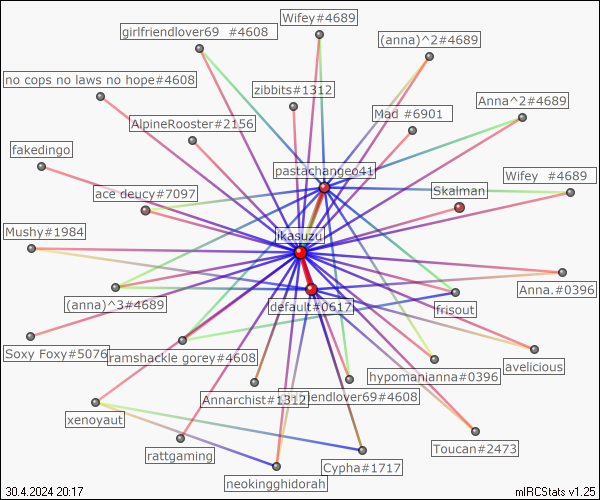 Wifey#4689
girlfriendlover69 #4608
(anna)^2#4689
no cops no laws no hope#4608
zibbits#1312
Anna^2#4689
Mad #6901
AlpineRooster#2156
fakedingo
pastachangeo41
Wifey #4689
ace deucy#7097
Skalman
Mushy#1984
ikasuzu
Anna.#0396
(anna)^3#4689
default#0617
frisout
Soxy Foxy#5076
ramshackle gorey#4608
avelicious
hypomanianna#0396
Annarchist#1312
friendlover69#4608
xenoyaut
Toucan#2473
rattgaming
Cypha#1717
neokingghidorah
30.4.2024 20:17
mIRCStats v1.25